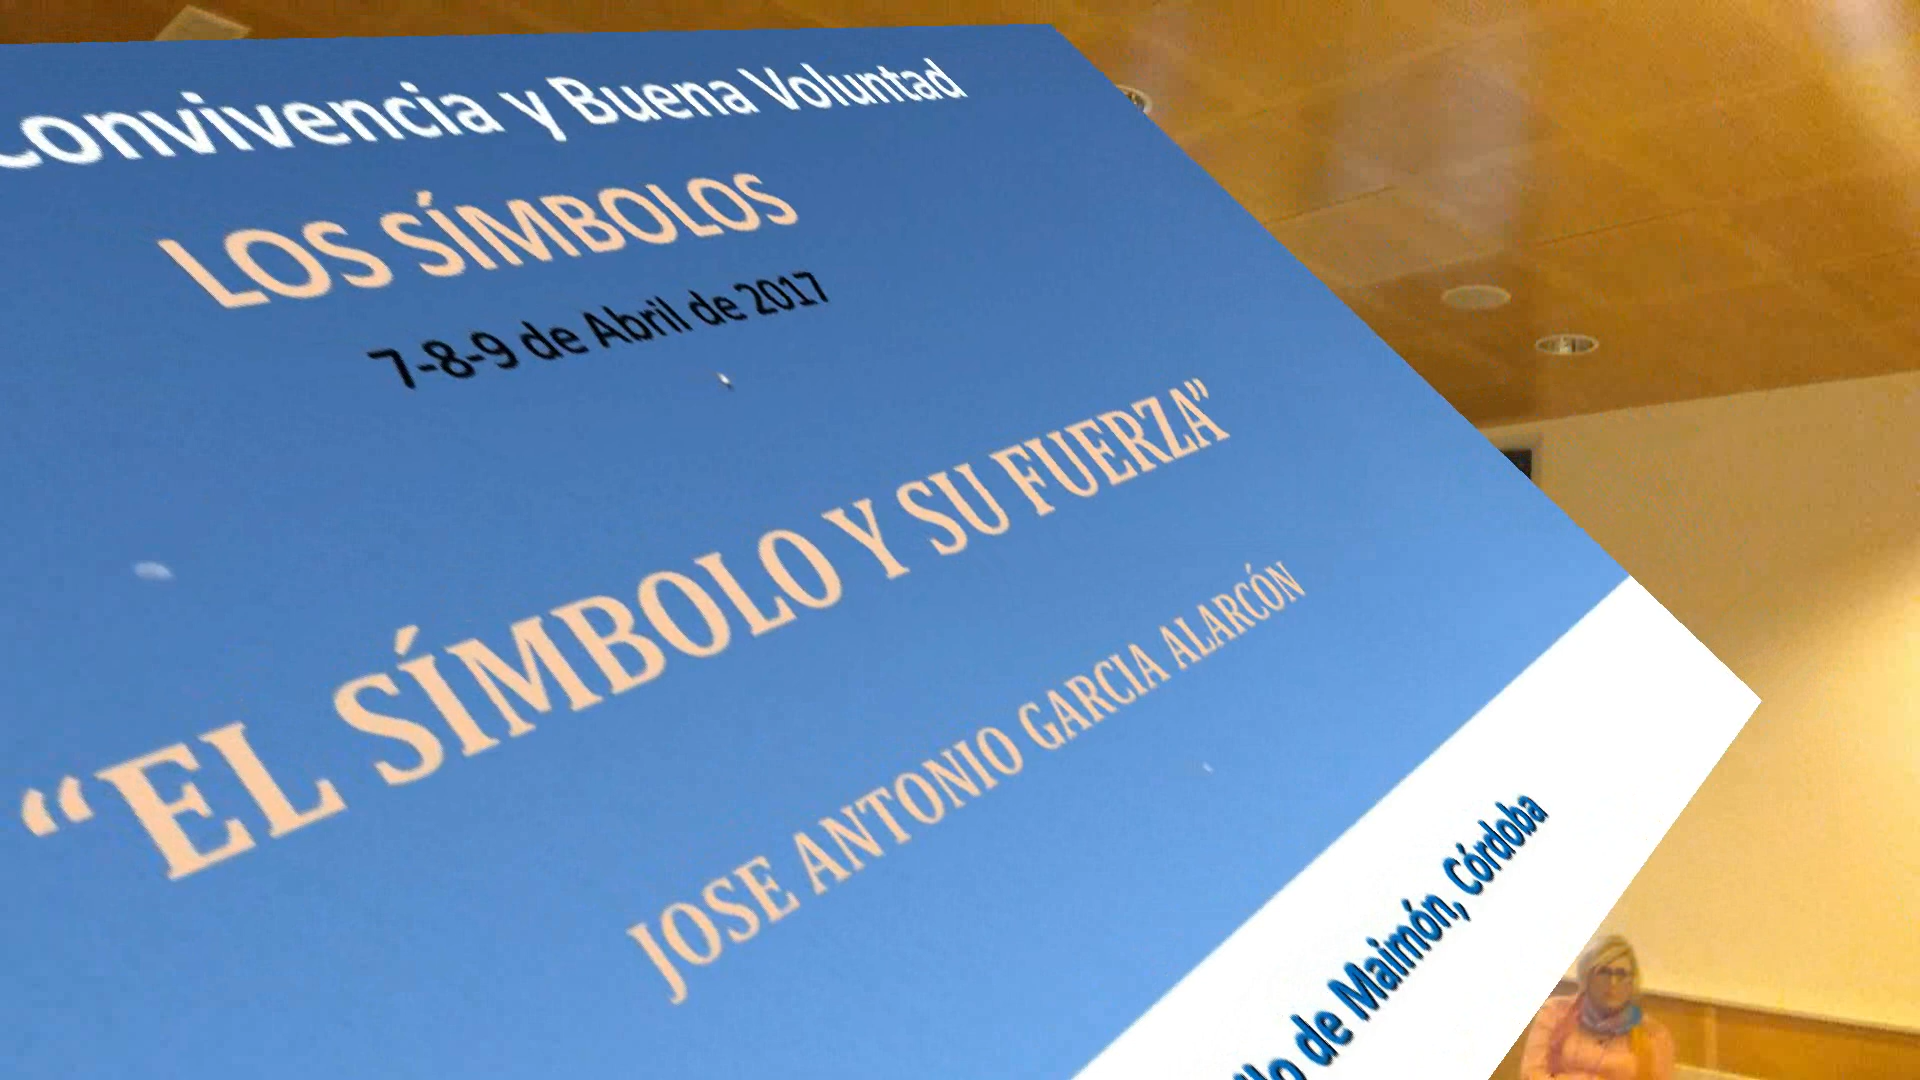 Convivencia y Buena Voluntad
LOS SÍMBOLOS
7-8-9 de Abril de 2017
“EL SÍMBOLO Y SU FUERZA”
JOSE ANTONIO GARCIA ALARCÓN
de Maimón, Córdoba